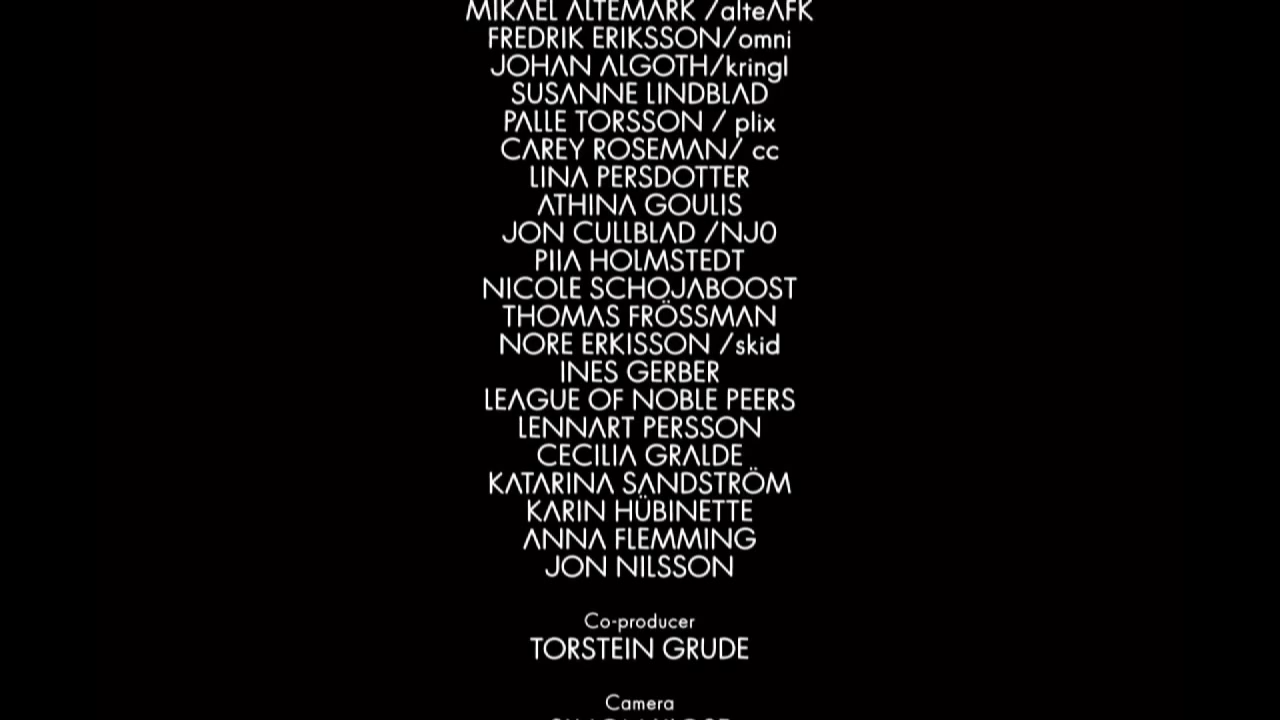 MIKAEL ALTEMARK /alteAFK
FREDRIK ERIKSSON/omni
JOHAN ALGOTH/kringl
SUSANNE LINDBLAD
PALLE TORSSON / plix
CAREY ROSEMAN/ cc
LINA PERSDOTTER
ATHINA GOULIS
JON CULLBLAD /NJ0
PIIA HOLMSTEDT
NICOLE SCHOJABOOST
THOMAS FRÖSSMAN
NORE ERKISSON /skid
INES GERBER
LEAGUE OF NOBLE PEERS
LENNART PERSSON
CECILIA GRALDE
KATARINA SANDSTRÖM
KARIN HÜBINETTE
ANNA FLEMMING
JON NILSSON
Co-producer
TORSTEIN GRUDE
Camera